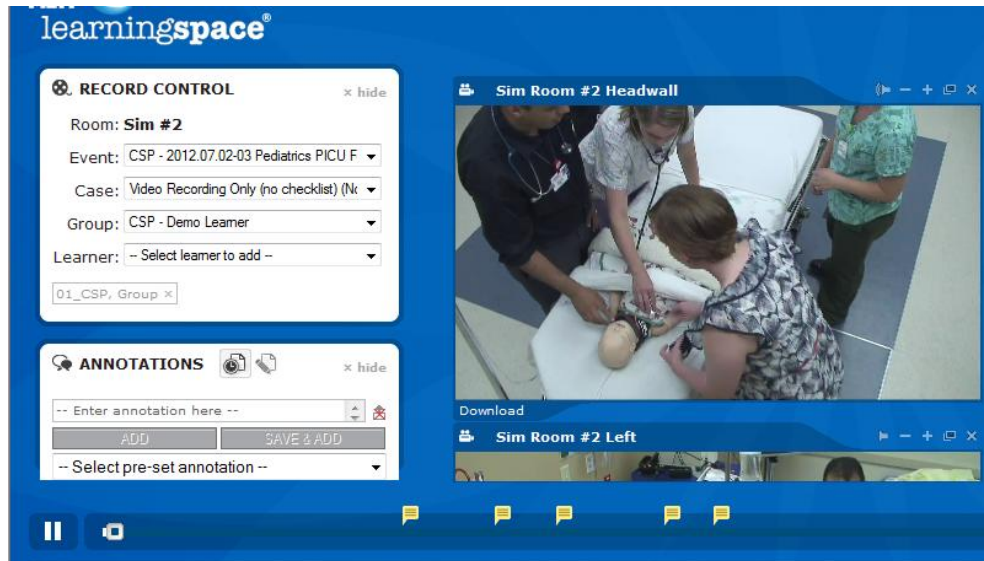 learningspace®
RECORD CONTROL
× hide
Room: Sim #2
Event: CSP - 2012.07.02-03 Pediatrics PICU F
Case: Video Recording Only (no checklist) (Nc
Group: CSP - Demo Learner
Learner: -- Select learner to add --
01_CSP, Group ×
ANNOTATIONS
× hide
-- Enter annotation here --
ADD SAVE & ADD
-- Select pre-set annotation --
Sim Room #2 Headwall
Download
Sim Room #2 Left